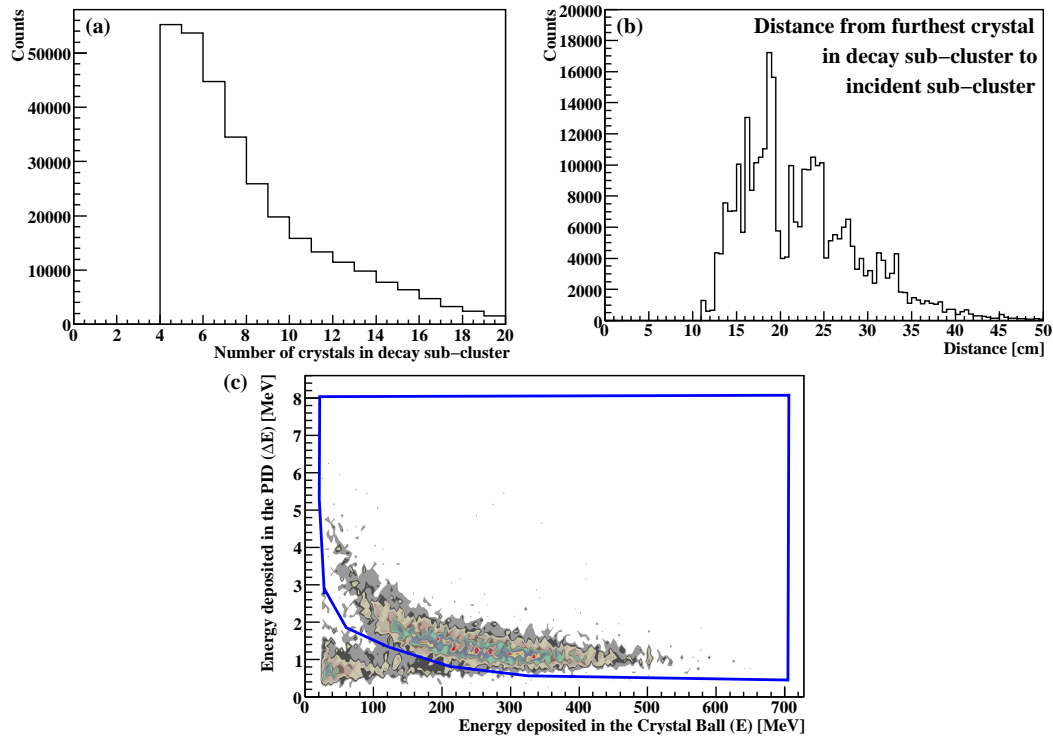 (a)
Counts
50000
40000
30000
20000
10000
0
0 2 4 6 8 10 12 14 16 18 20
Number of crystals in decay sub−cluster
(b)
Distance from furthest crystal
in decay sub−cluster to
incident sub−cluster
Counts
20000
18000
16000
14000
12000
10000
8000
6000
4000
2000
0
0 5 10 15 20 25 30 35 40 45 50
Distance [cm]
(c)
Energy deposited in the PID (ΔE) [MeV]
8
7
6
5
4
3
2
1
0
0 100 200 300 400 500 600 700
Energy deposited in the Crystal Ball (E) [MeV]